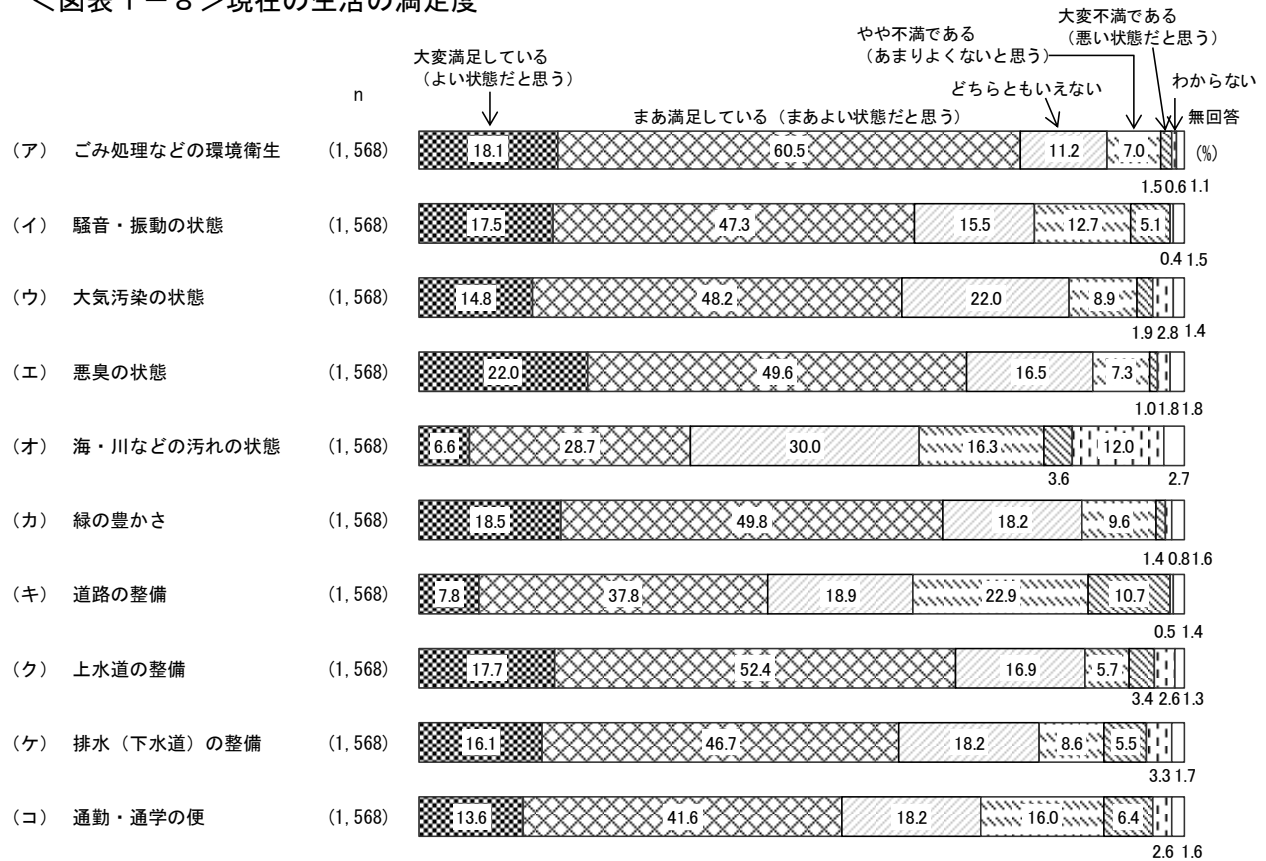 ＜図表１－８＞現在の生活の満足度
大変満足している
（よい状態だと思う）
まあ満足している（まあよい状態だと思う）
どちらともいえない
やや不満である
（あまりよくないと思う）
大変不満である
（悪い状態だと思う）
わからない
無回答
n
(%)
（ア） ごみ処理などの環境衛生 (1,568) 18.1 60.5 11.2 7.0 1.5 0.6 1.1
（イ） 騒音・振動の状態 (1,568) 17.5 47.3 15.5 12.7 5.1 0.4 1.5
（ウ） 大気汚染の状態 (1,568) 14.8 48.2 22.0 8.9 1.9 2.8 1.4
（エ） 悪臭の状態 (1,568) 22.0 49.6 16.5 7.3 1.0 1.8 1.8
（オ） 海・川などの汚れの状態 (1,568) 6.6 28.7 30.0 16.3 3.6 12.0 2.7
（カ） 緑の豊かさ (1,568) 18.5 49.8 18.2 9.6 1.4 0.8 1.6
（キ） 道路の整備 (1,568) 7.8 37.8 18.9 22.9 10.7 0.5 1.4
（ク） 上水道の整備 (1,568) 17.7 52.4 16.9 5.7 3.4 2.6 1.3
（ケ） 排水（下水道）の整備 (1,568) 16.1 46.7 18.2 8.6 5.5 3.3 1.7
（コ） 通勤・通学の便 (1,568) 13.6 41.6 18.2 16.0 6.4 2.6 1.6